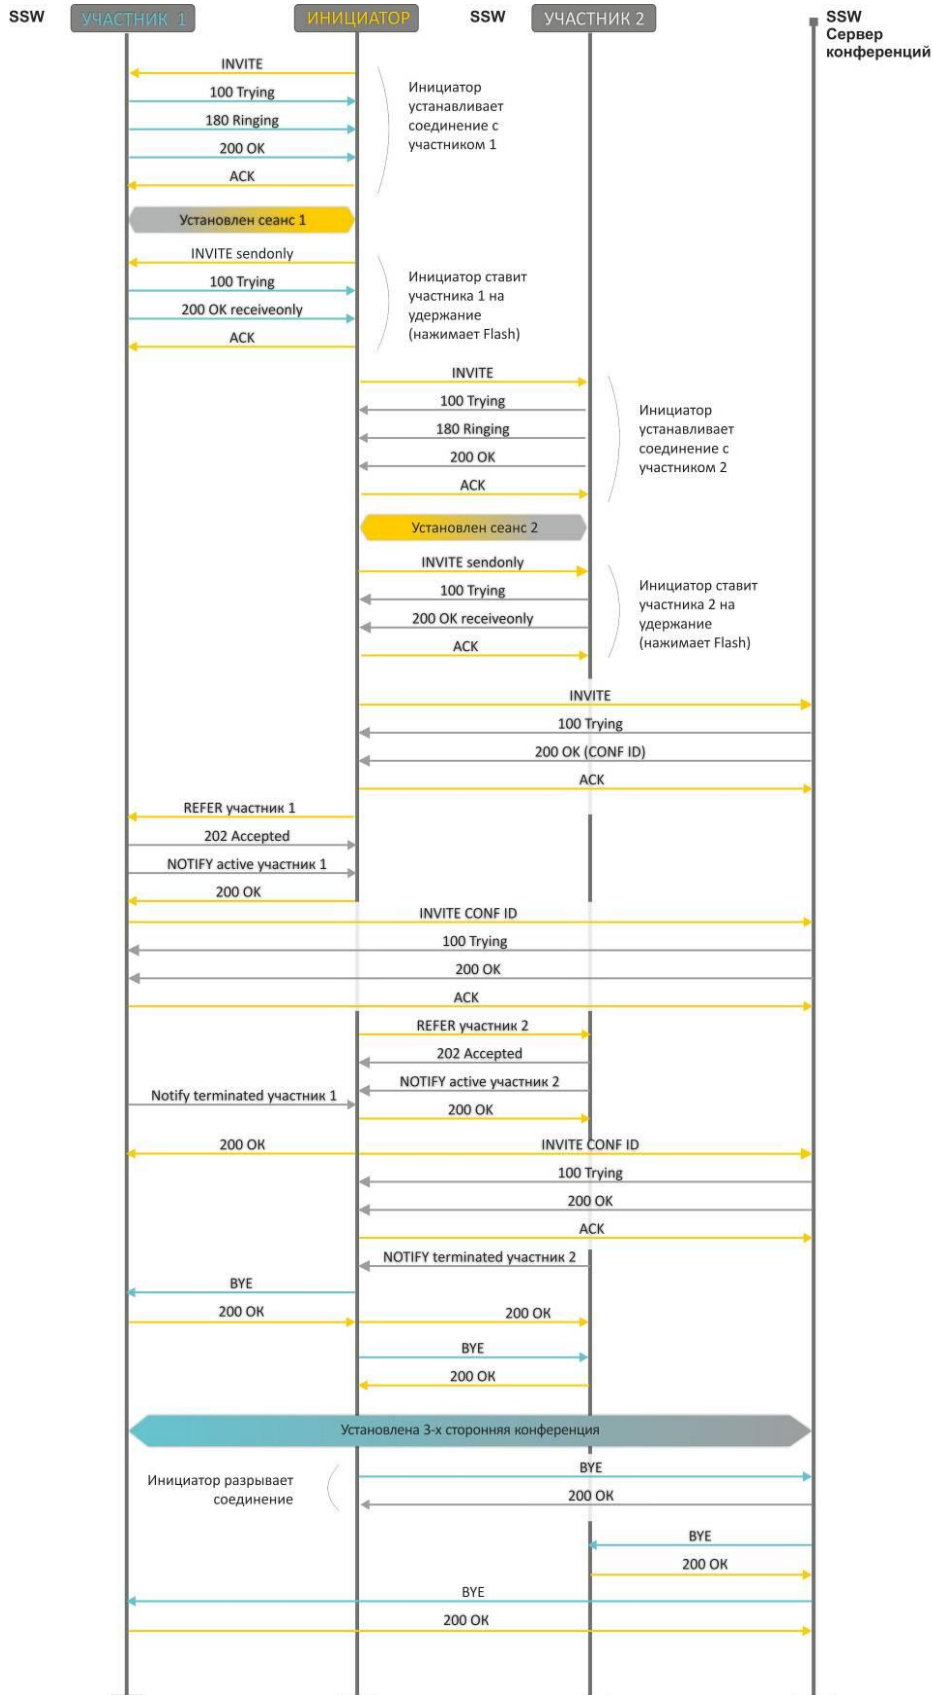 SSW
УЧАСТНИК 1
ИНИЦИАТОР
SSW
УЧАСТНИК 2
SSW
Сервер
конференций
INVITE
100 Trying
180 Ringing
200 OK
ACK
Инициатор
устанавливает
соединение с
участником 1
Установлен сеанс 1
INVITE sendonly
100 Trying
200 OK receiveonly
ACK
Инициатор ставит
участника 1 на
удержание
(нажимает Flash)
INVITE
100 Trying
180 Ringing
200 OK
ACK
Инициатор
устанавливает
соединение с
участником 2
Установлен сеанс 2
INVITE sendonly
100 Trying
200 OK receiveonly
ACK
Инициатор ставит
участника 2 на
удержание
(нажимает Flash)
INVITE
100 Trying
200 OK (CONF ID)
ACK
REFER участник 1
202 Accepted
NOTIFY active участник 1
200 OK
INVITE CONF ID
100 Trying
200 OK
ACK
REFER участник 2
202 Accepted
NOTIFY active участник 2
Notify terminated участник 1
200 OK
200 OK
INVITE CONF ID
100 Trying
200 OK
ACK
NOTIFY terminated участник 2
BYE
200 OK
200 OK
BYE
200 OK
Установлена 3-х сторонняя конференция
BYE
Инициатор разрывает
соединение
200 OK
BYE
200 OK
BYE
200 OK